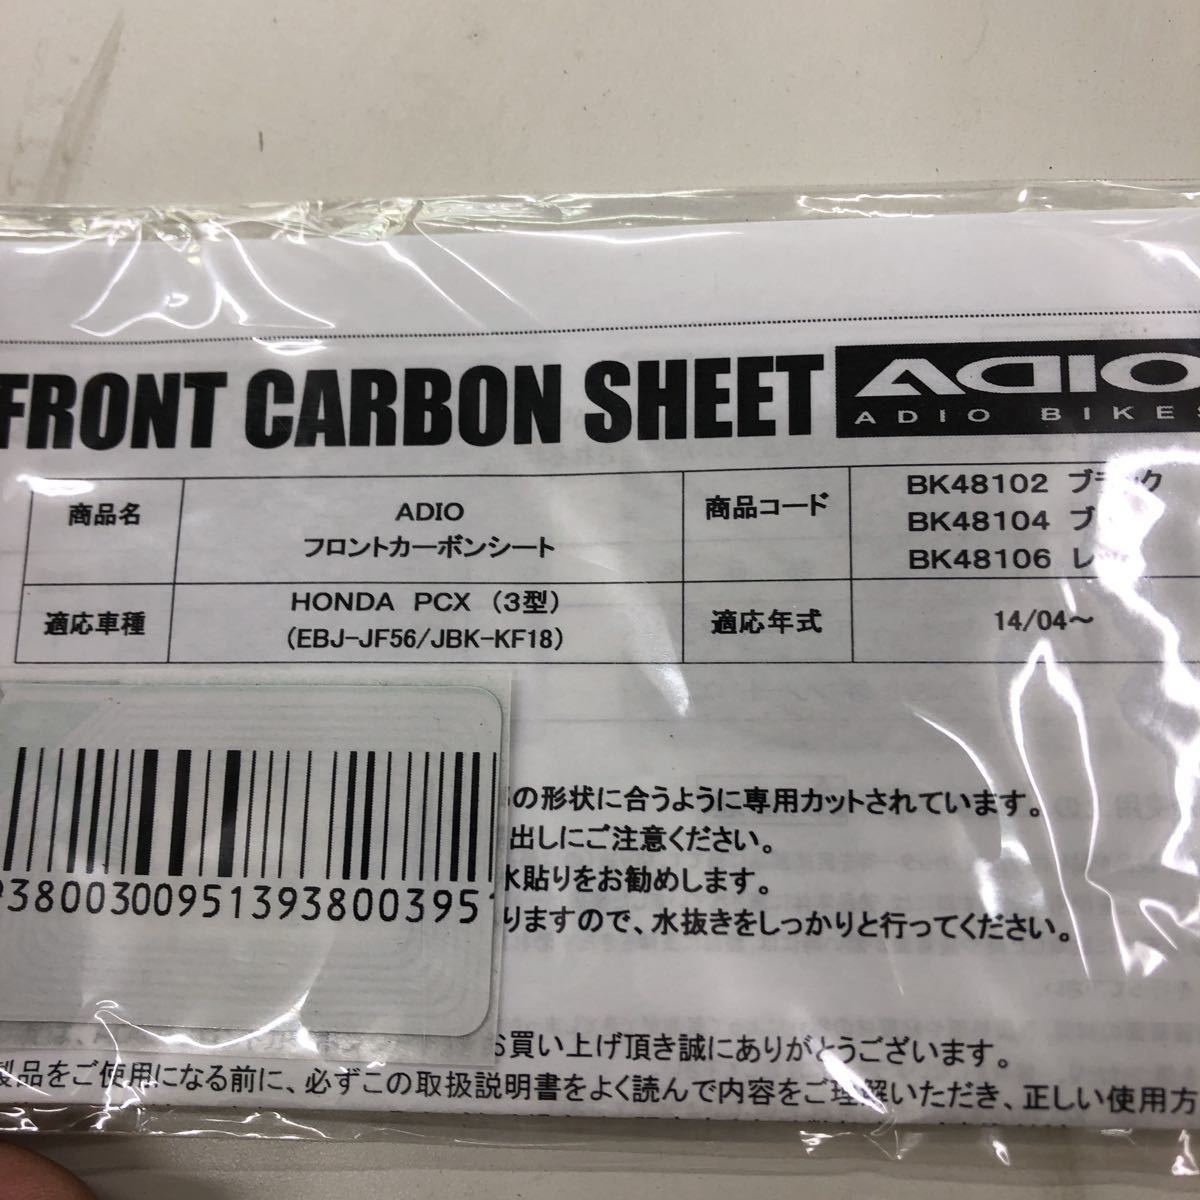 FRONT CARBON SHEET ADIO
ADIO BIKE
商品名 ADIO フロントカーボンシート 商品コード BK48102 ブラック
BK48104
BK48106
適応車種 HONDA PCX (3型) (EBJ-JF56/JBK-KF18) 適応年式 14/04～
の形状に合うように専用カットされています。
出しにご注意ください。
水貼りをお勧めします。
りますので、水抜きをしっかりと行ってください。
93800300951393800395
お買い上げ頂き誠にありがとうございます。
製品をご使用になる前に、必ずこの取扱説明書をよく読んで内容をご理解いただき、正しい使用方